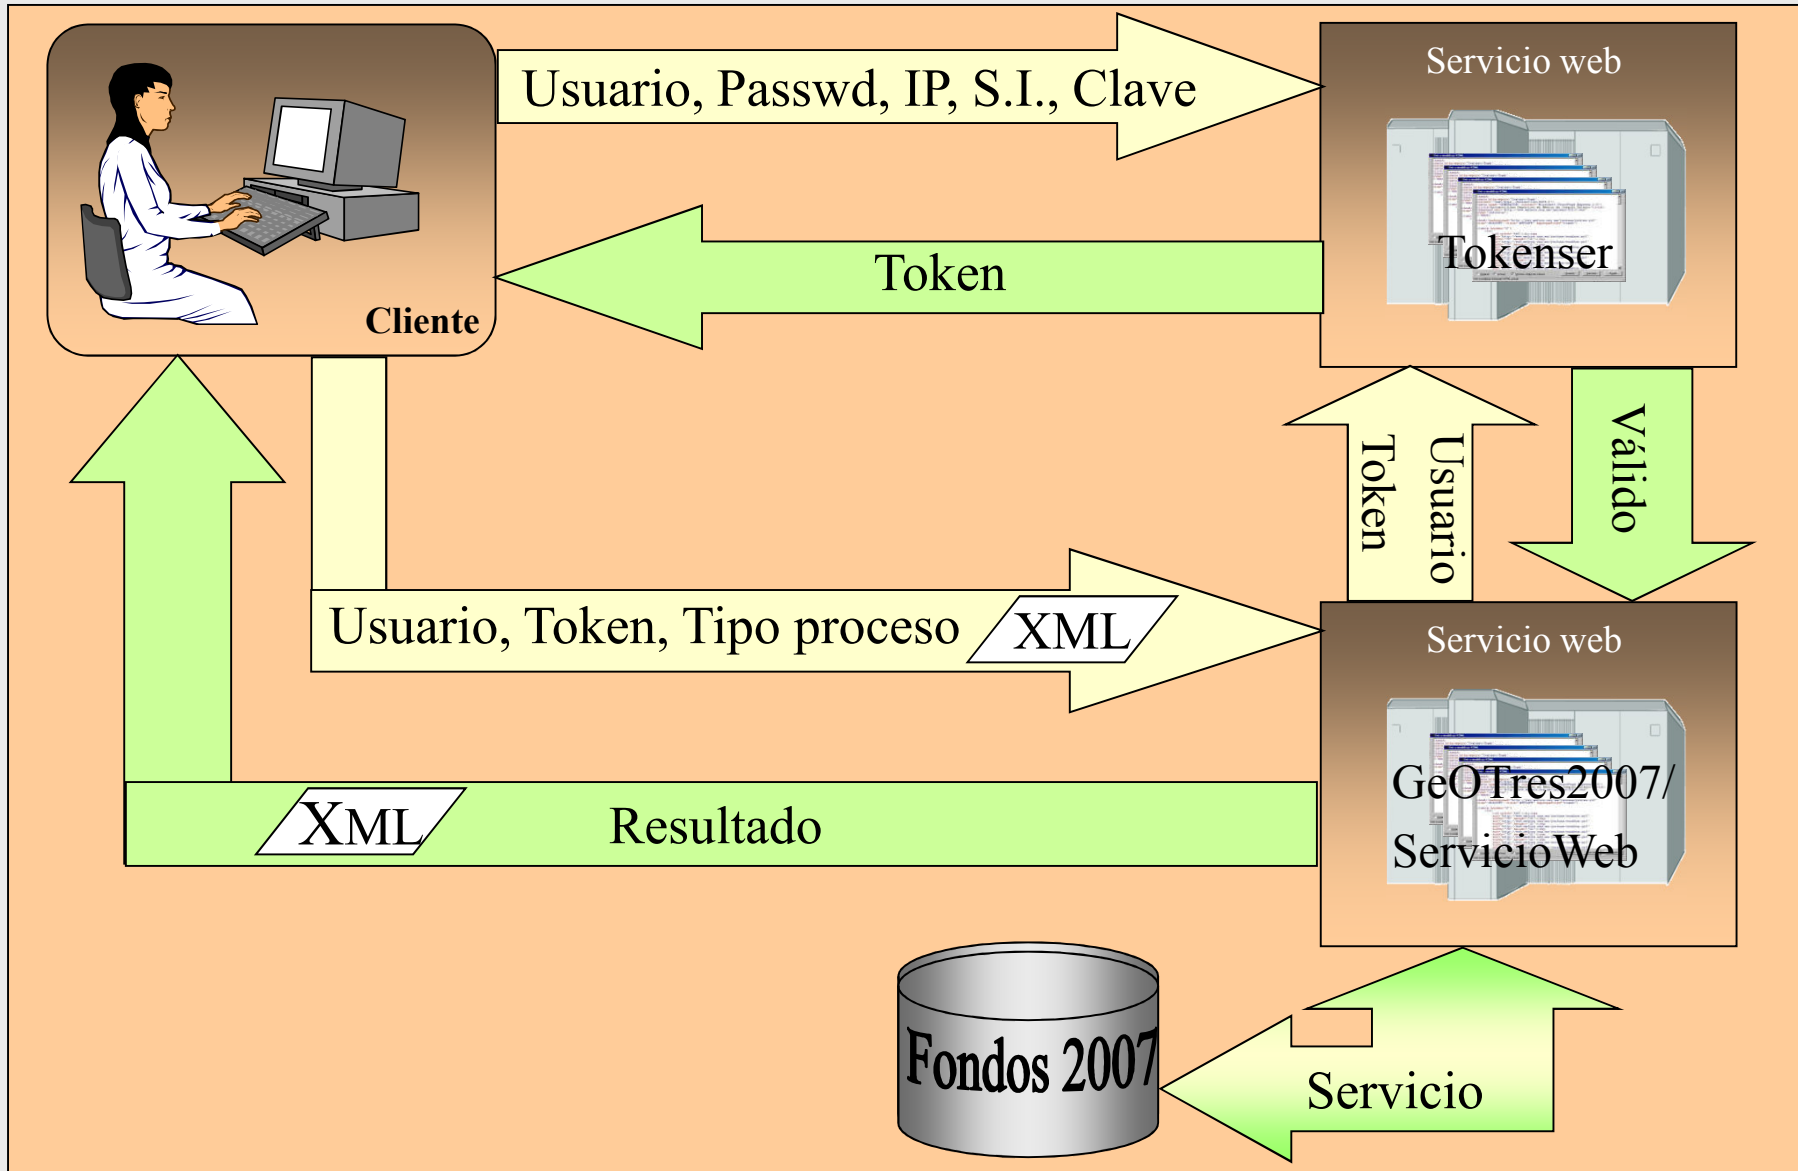 Usuario, Passwd, IP, S.I., Clave
Servicio web
Tokenser
Token
Cliente
Usuario
Token
Válido
Usuario, Token, Tipo proceso
XML
Servicio web
GeOTres2007/
ServicioWeb
XML
Resultado
Fondos 2007
Servicio